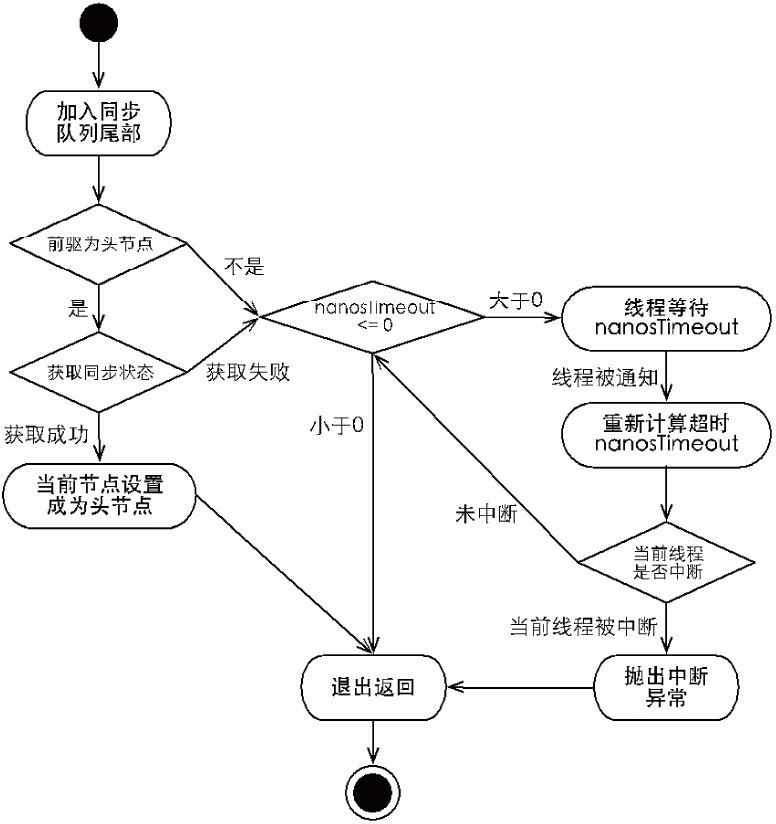 加入同步
队列尾部
前驱为头节点
不是
是
nanosTimeout
<= 0
大于0
线程等待
nanosTimeout
获取同步状态
获取失败
线程被通知
获取成功
小于0
重新计算超时
nanosTimeout
当前节点设置
成为头节点
未中断
当前线程
是否中断
当前线程被中断
退出返回
抛出中断
异常